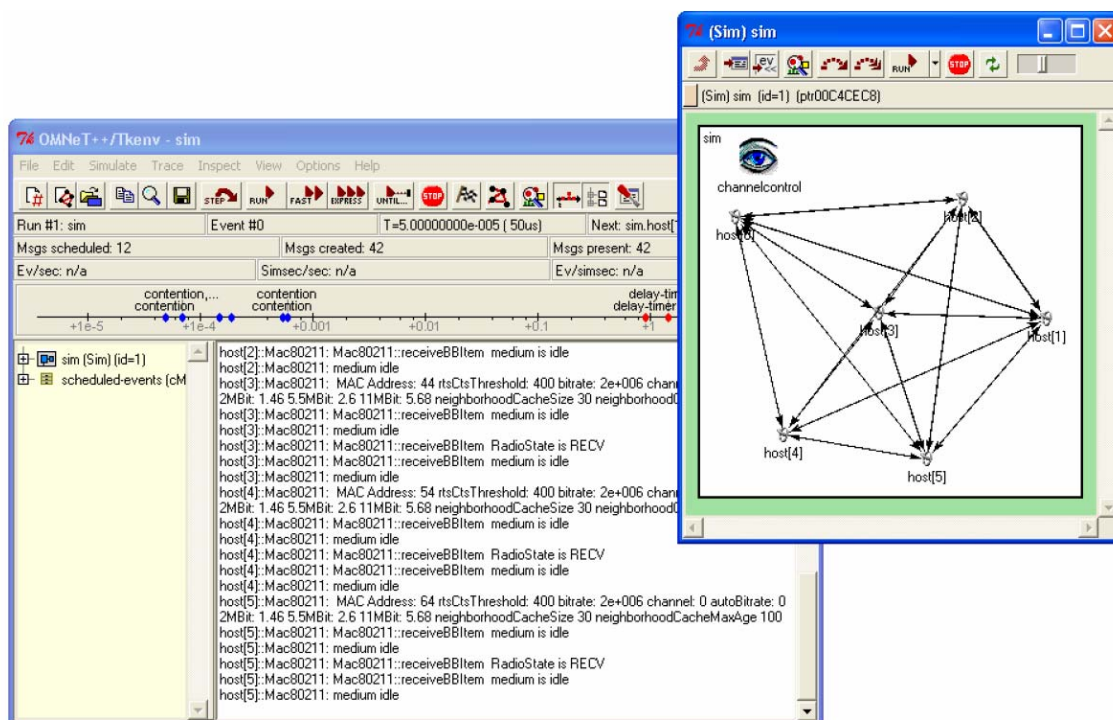 (Sim) sim
RUN
STOP
(Sim) sim (id=1) (ptr00C4CEC8)
sim
channelcontrol
host[2]
host[1]
host[3]
host[4]
host[5]
OMNeT++/Tkenv - sim
File Edit Simulate Trace Inspect View Options Help
STEP RUN FAST EXPRESS UNTIL... STOP
Run #1: sim Event #0 T=5.00000000e-005 ( 50us) Next: sim.host[
Msgs scheduled: 12 Msgs created: 42 Msgs present: 42
Ev/sec: n/a Simsec/sec: n/a Ev/simsec: n/a
contention,... contention
contention contention delay-timer
+1e-5 +1e-4 +0.001 +0.01 +0.1 +1
sim (Sim) (id=1)
scheduled-events (cM
host[2]::Mac80211: Mac80211::receiveBBItem medium is idle
host[2]::Mac80211: medium idle
host[3]::Mac80211: MAC Address: 44 rtsCtsThreshold: 400 bitrate: 2e+006
2MBit: 1.46 5.5MBit: 2.6 11MBit: 5.68 neighborhoodCacheSize 30
host[3]::Mac80211: Mac80211::receiveBBItem medium is idle
host[3]::Mac80211: medium idle
host[3]::Mac80211: Mac80211::receiveBBItem RadioState is RECV
host[3]::Mac80211: Mac80211::receiveBBItem medium is idle
host[3]::Mac80211: medium idle
host[4]::Mac80211: MAC Address: 54 rtsCtsThreshold: 400 bitrate: 2e+006
2MBit: 1.46 5.5MBit: 2.6 11MBit: 5.68 neighborhoodCacheSize 30
host[4]::Mac80211: Mac80211::receiveBBItem medium is idle
host[4]::Mac80211: medium idle
host[4]::Mac80211: Mac80211::receiveBBItem RadioState is RECV
host[4]::Mac80211: Mac80211::receiveBBItem medium is idle
host[4]::Mac80211: medium idle
host[5]::Mac80211: MAC Address: 64 rtsCtsThreshold: 400 bitrate: 2e+006 channel: 0 autoBitrate: 0
2MBit: 1.46 5.5MBit: 2.6 11MBit: 5.68 neighborhoodCacheSize 30 neighborhoodCacheMaxAge 100
host[5]::Mac80211: Mac80211::receiveBBItem medium is idle
host[5]::Mac80211: medium idle
host[5]::Mac80211: Mac80211::receiveBBItem RadioState is RECV
host[5]::Mac80211: Mac80211::receiveBBItem medium is idle
host[5]::Mac80211: medium idle